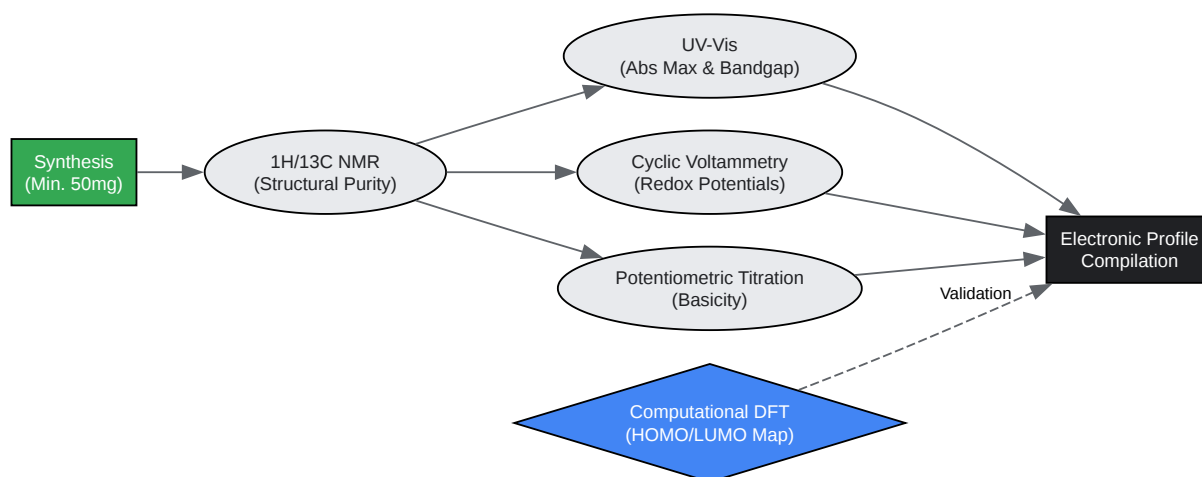 Synthesis
(Min. 50mg)
1H/13C NMR
(Structural Purity)
UV-Vis
(Abs Max & Bandgap)
Cyclic Voltammetry
(Redox Potentials)
Potentiometric Titration
(Basicity)
Computational DFT
(HOMO/LUMO Map)
Validation
Electronic Profile
Compilation